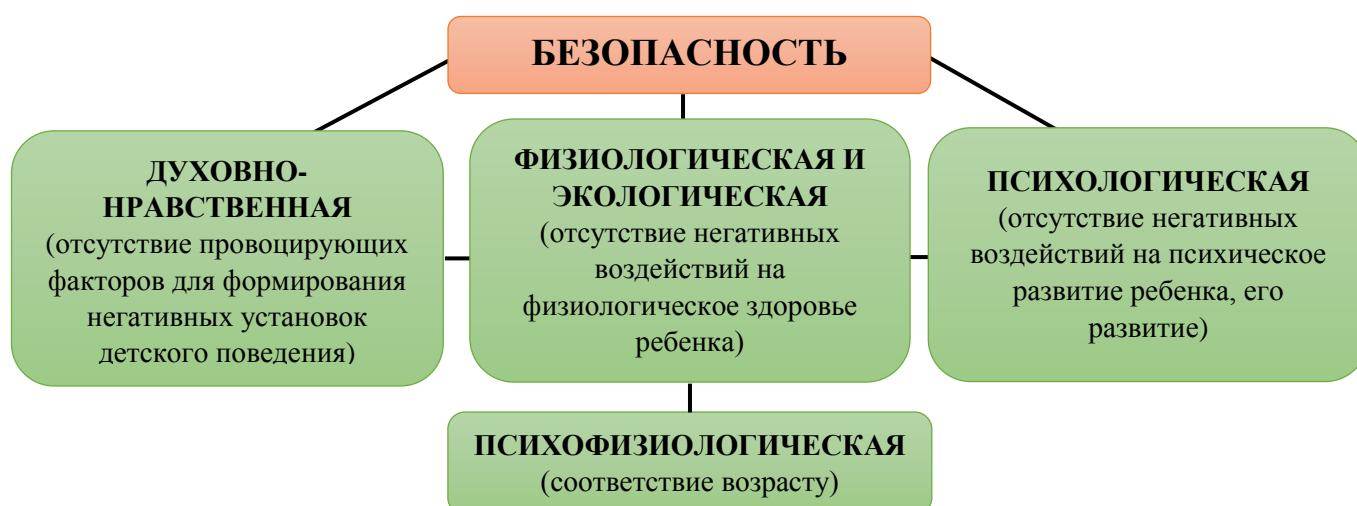 БЕЗОПАСНОСТЬ
ДУХОВНО-
НРАВСТВЕННАЯ
(отсутствие провоцирующих
факторов для формирования
негативных установок
детского поведения)
ФИЗИОЛОГИЧЕСКАЯ И
ЭКОЛОГИЧЕСКАЯ
(отсутствие негативных
воздействий на
физиологическое здоровье
ребенка)
ПСИХОЛОГИЧЕСКАЯ
(отсутствие негативных
воздействий на психическое
развитие ребенка, его
развитие)
ПСИХОФИЗИОЛОГИЧЕСКАЯ
(соответствие возрасту)